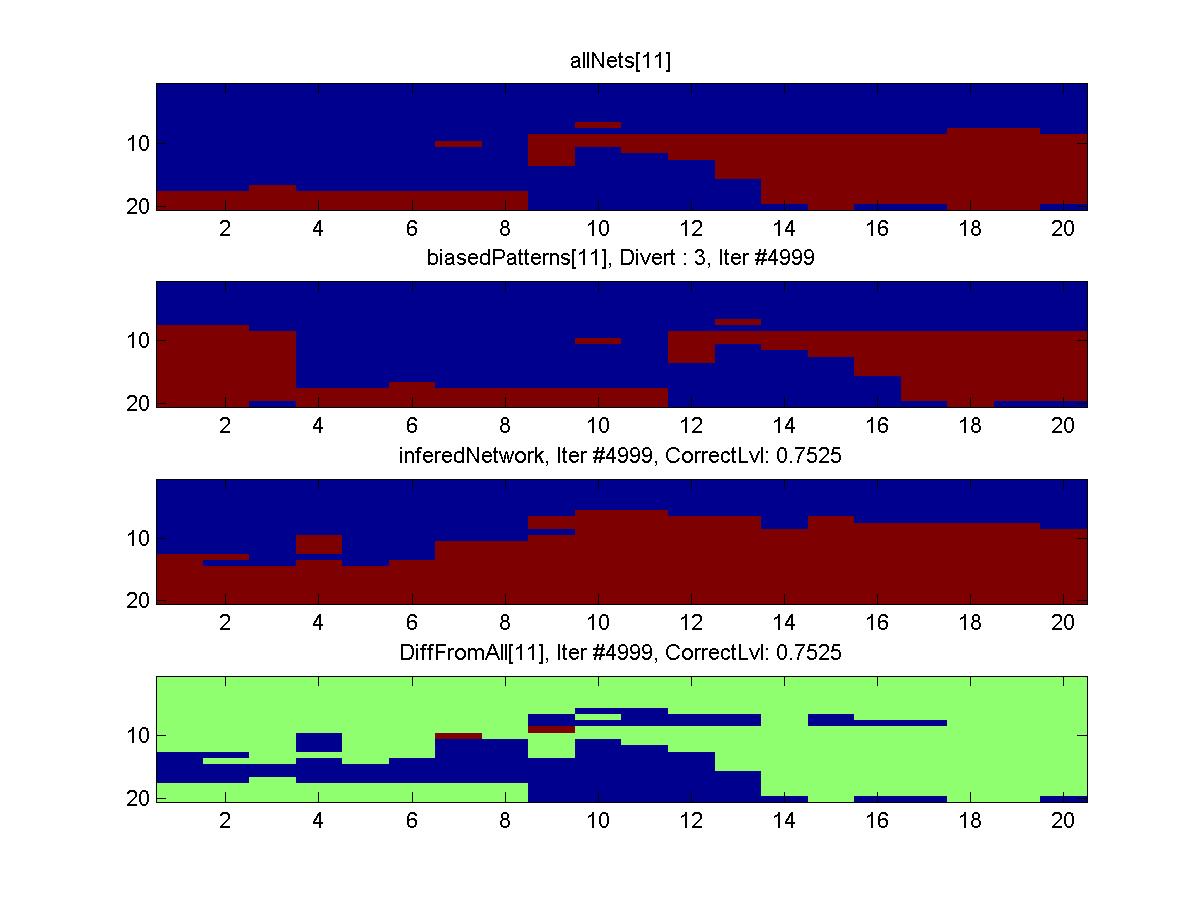 allNets[11]
10
20
2 4 6 8 10 12 14 16 18 20
biasedPatterns[11], Divert : 3, Iter #4999
10
20
2 4 6 8 10 12 14 16 18 20
inferedNetwork, Iter #4999, CorrectLvl: 0.7525
10
20
2 4 6 8 10 12 14 16 18 20
DiffFromAll[11], Iter #4999, CorrectLvl: 0.7525
10
20
2 4 6 8 10 12 14 16 18 20